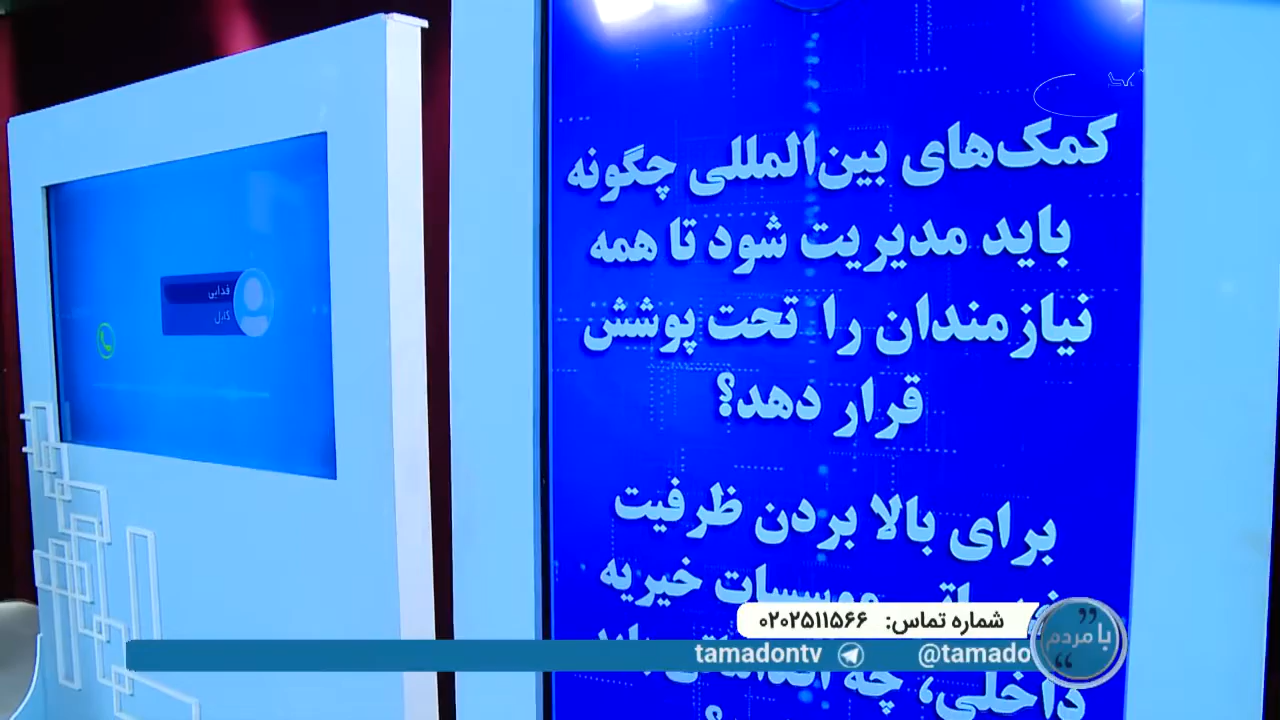 کمک‌های بین‌المللی چگونه
باید مدیریت شود تا همه
نیازمندان را تحت پوشش
قرار دهد؟
برای بالا بردن ظرفیت
موسسات خیریه
داخلی، چه
فدایی
کابل
شماره تماس: ۰۲۰۲۵۱۱۵۶۶
tamadontv @tamado
با مردم